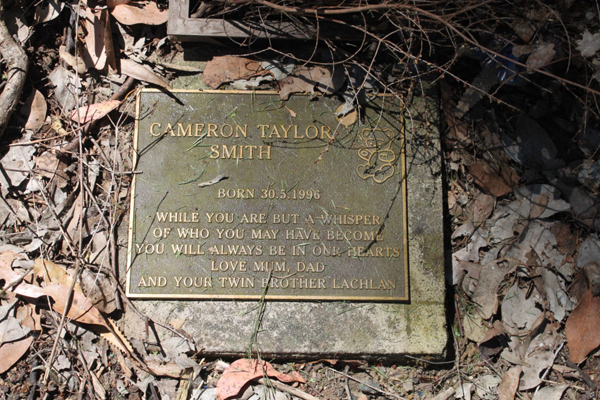 CAMERON TAYLOR
SMITH
BORN 30.5.1996
WHILE YOU ARE BUT A WHISPER
OF WHO YOU MAY HAVE BECOME
YOU WILL ALWAYS BE IN OUR HEARTS
LOVE MUM, DAD
AND YOUR TWIN BROTHER LACHLAN